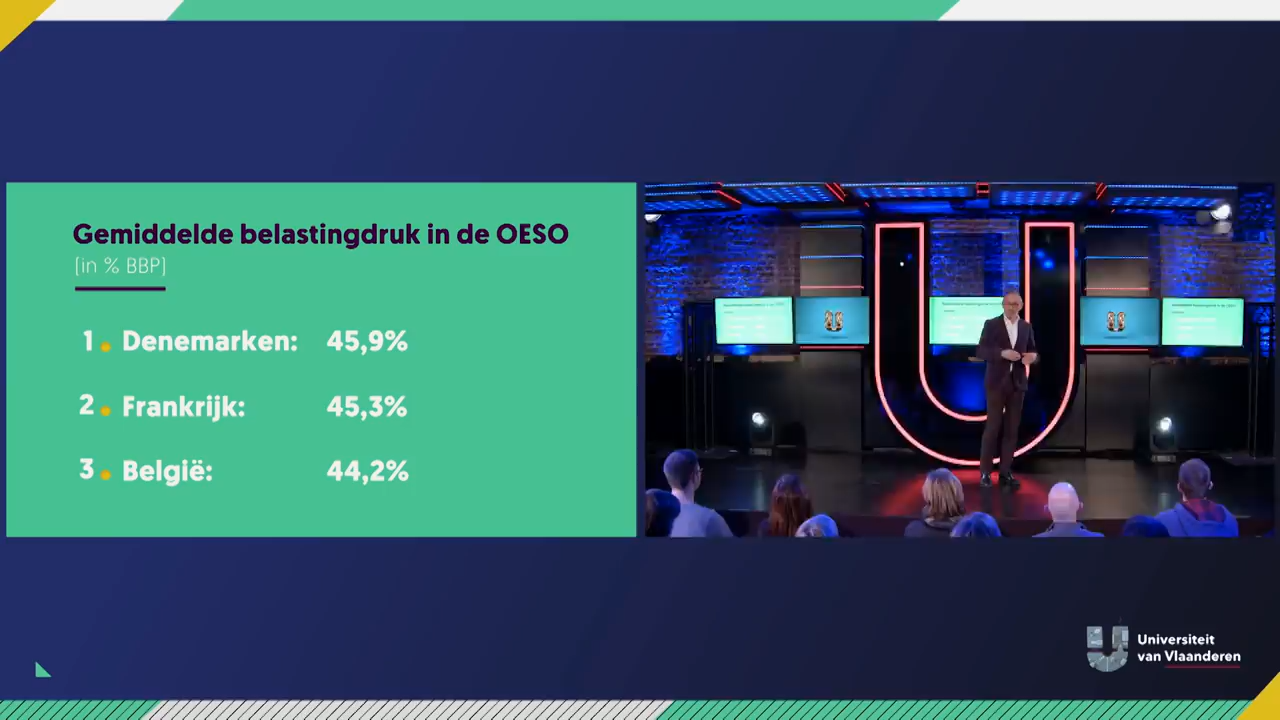 Gemiddelde belastingdruk in de OESO
[in % BBP]
1. Denemarken: 45,9%
2. Frankrijk: 45,3%
3. België: 44,2%
Universiteit
van Vlaanderen